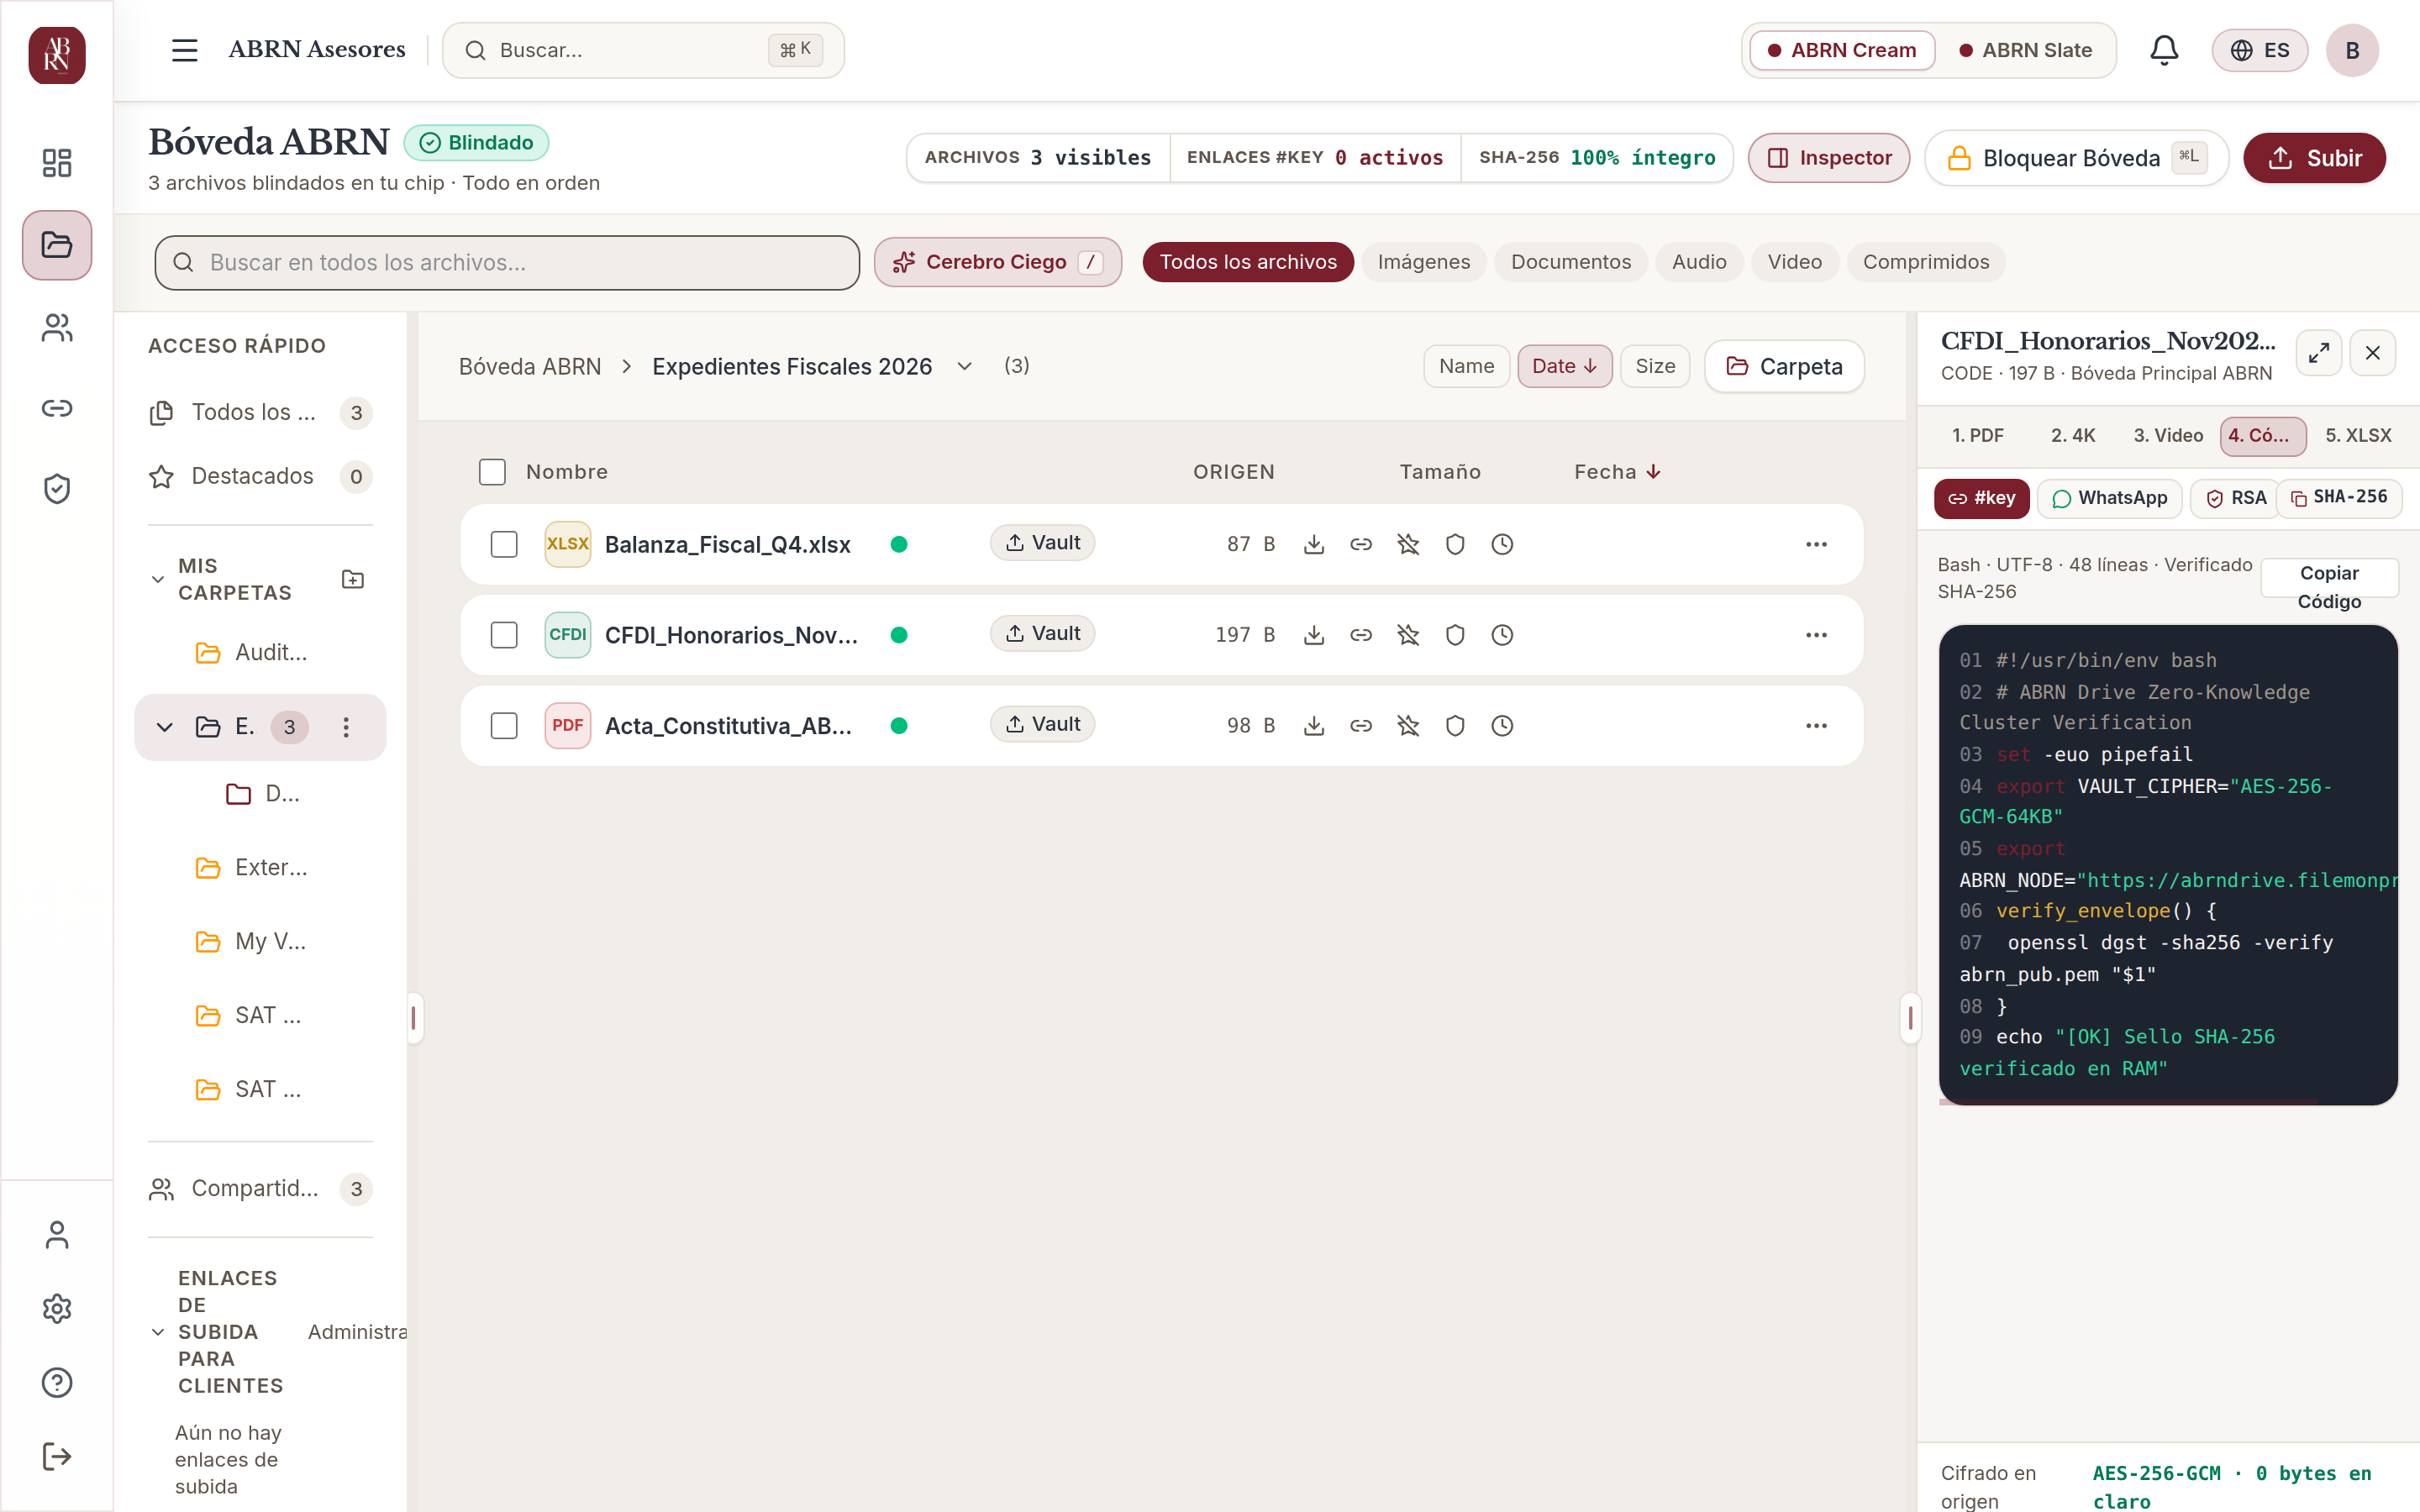 ABRN
ABRN Asesores
Buscar...
⌘ K
ABRN Cream
ABRN Slate
ES
B
Bóveda ABRN
Blindado
3 archivos blindados en tu chip · Todo en orden
ARCHIVOS 3 visibles
ENLACES #KEY 0 activos
SHA-256 100% íntegro
Inspector
Bloquear Bóveda ⌘L
Subir
Buscar en todos los archivos...
Cerebro Ciego /
Todos los archivos
Imágenes
Documentos
Audio
Video
Comprimidos
ACCESO RÁPIDO
Todos los ... 3
Destacados 0
MIS
CARPETAS
Audit...
E. 3
D...
Exter...
My V...
SAT ...
SAT ...
Compartid... 3
ENLACES
DE
SUBIDA
PARA
CLIENTES
Administra
Aún no hay
enlaces de
subida
Bóveda ABRN > Expedientes Fiscales 2026 (3)
Name
Date ↓
Size
Carpeta
Nombre ORIGEN Tamaño Fecha ↓
XLSX Balanza_Fiscal_Q4.xlsx Vault 87 B
CFDI CFDI_Honorarios_Nov... Vault 197 B
PDF Acta_Constitutiva_AB... Vault 98 B
CFDI_Honorarios_Nov202...
CODE · 197 B · Bóveda Principal ABRN
1. PDF
2. 4K
3. Video
4. Có...
5. XLSX
#key
WhatsApp
RSA
SHA-256
Bash · UTF-8 · 48 líneas · Verificado
SHA-256
Copiar
Código
01 #!/usr/bin/env bash
02 # ABRN Drive Zero-Knowledge
Cluster Verification
03 set -euo pipefail
04 export VAULT_CIPHER="AES-256-
GCM-64KB"
05 export
ABRN_NODE="https://abrndrive.filemonpr
06 verify_envelope() {
07 openssl dgst -sha256 -verify
abrn_pub.pem "$1"
08 }
09 echo "[OK] Sello SHA-256
verificado en RAM"
Cifrado en
origen
AES-256-GCM · 0 bytes en
claro